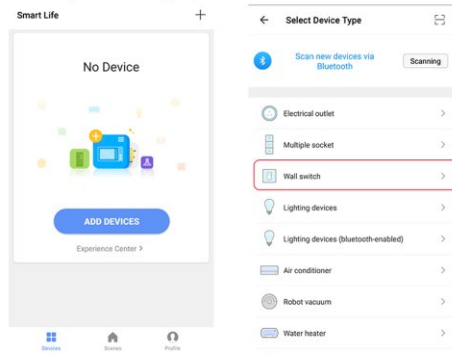 Smart Life
No Device
ADD DEVICES
Experience Center >
Devices
Scenes
Profile
Select Device Type
Scan new devices via
Bluetooth
Scanning
Electrical outlet
Multiple socket
Wall switch
Lighting devices
Lighting devices (bluetooth-enabled)
Air conditioner
Robot vacuum
Water heater